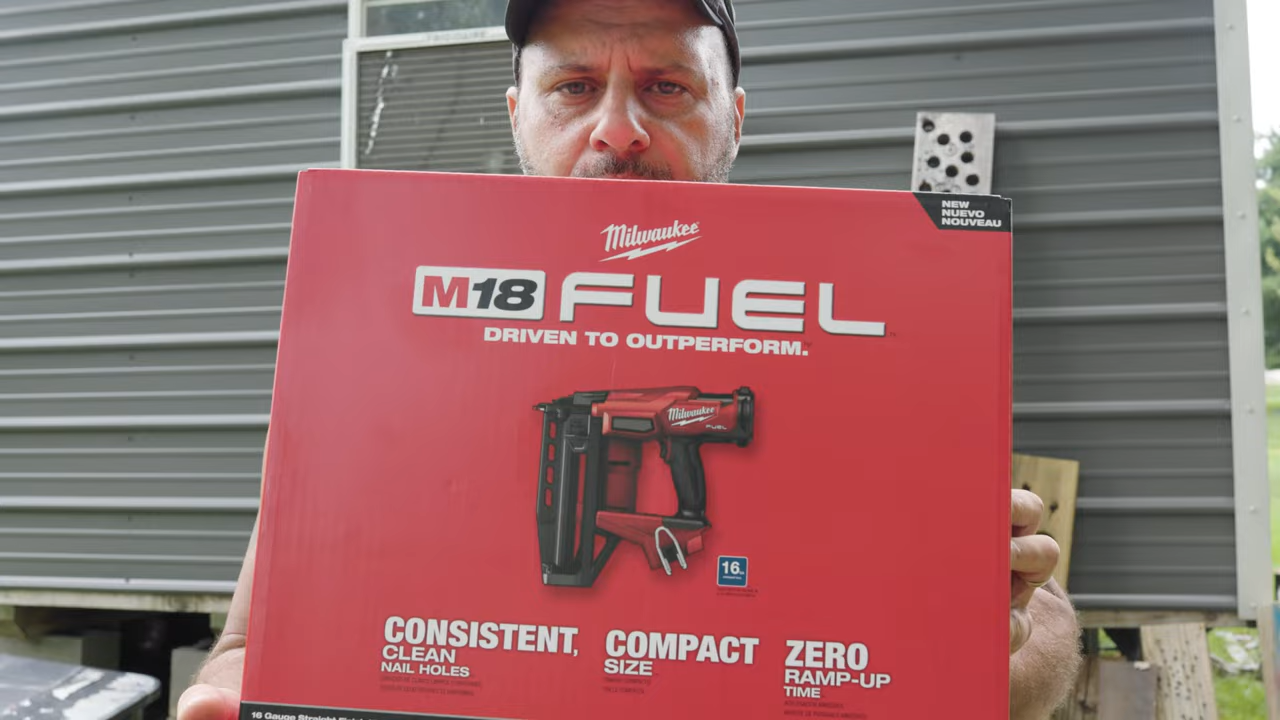 FRIGIDAIRE
NEW
NUEVO
NOUVEAU
Milwaukee
M18 FUEL
DRIVEN TO OUTPERFORM.
Milwaukee
FUEL
16
CONSISTENT,
CLEAN
NAIL HOLES
COMPACT
SIZE
ZERO
RAMP-UP
TIME
16 Gauge Straight